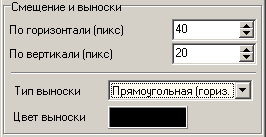 Смещение и выноски
По горизонтали (пикс) 40
По вертикали (пикс) 20
Тип выноски Прямоугольная (гориз.
Цвет выноски